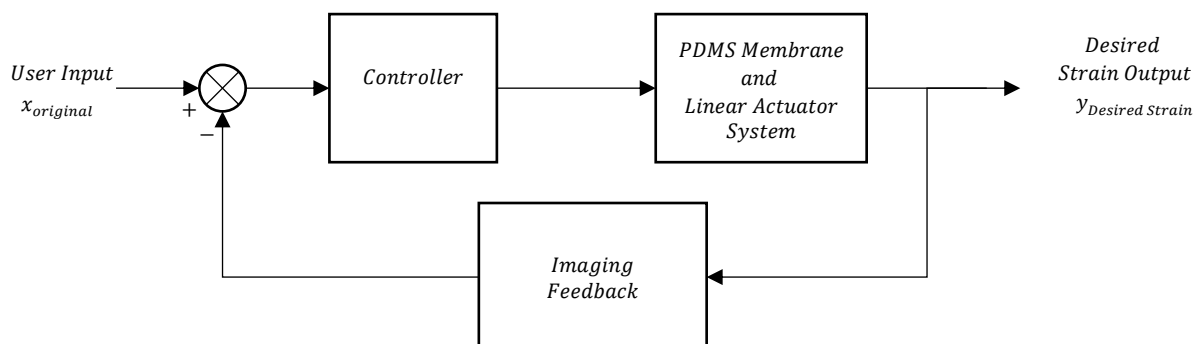 User Input
x_original
+
−
Controller
PDMS Membrane
and
Linear Actuator
System
Desired
Strain Output
y_Desired Strain
Imaging
Feedback